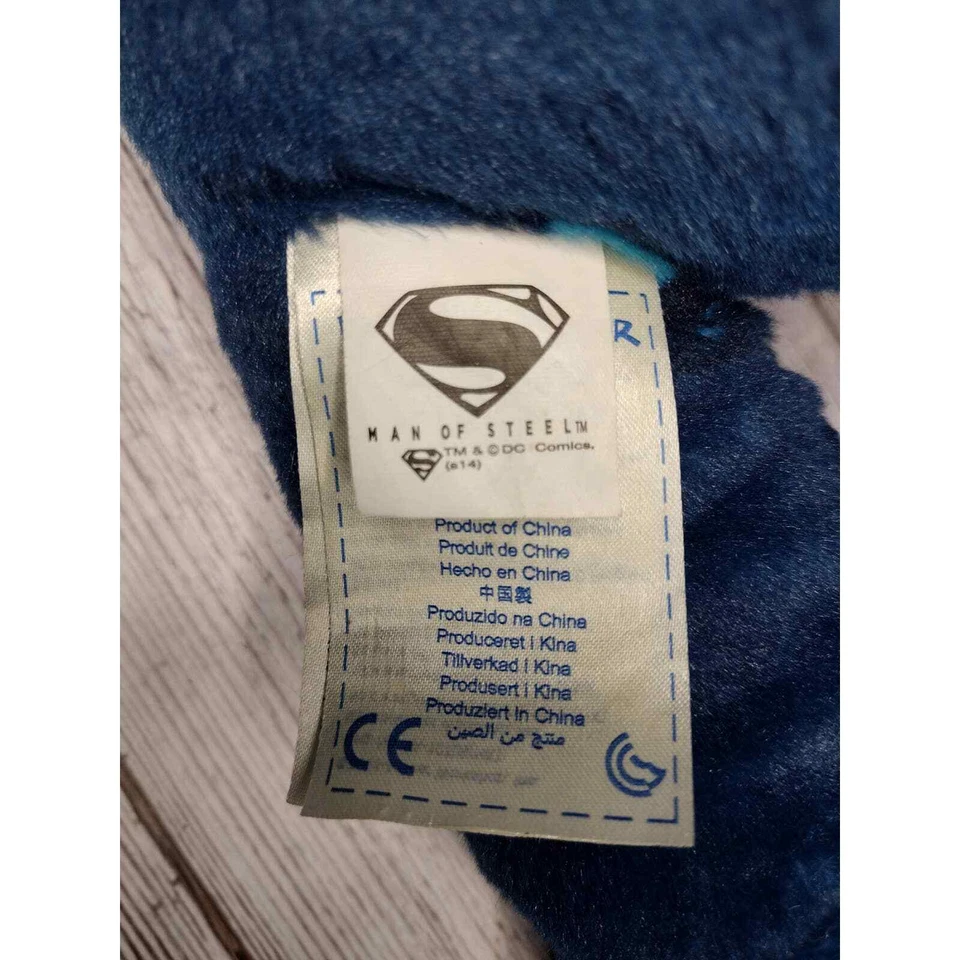 R
MAN OF STEEL™
TM & © DC Comics.
(s14)
Product of China
Produit de Chine
Hecho en China
中国製
Produzido na China
Produceret i Kina
Tillverkad i Kina
Produsert i Kina
Produziert in China
منتج من الصين
CE